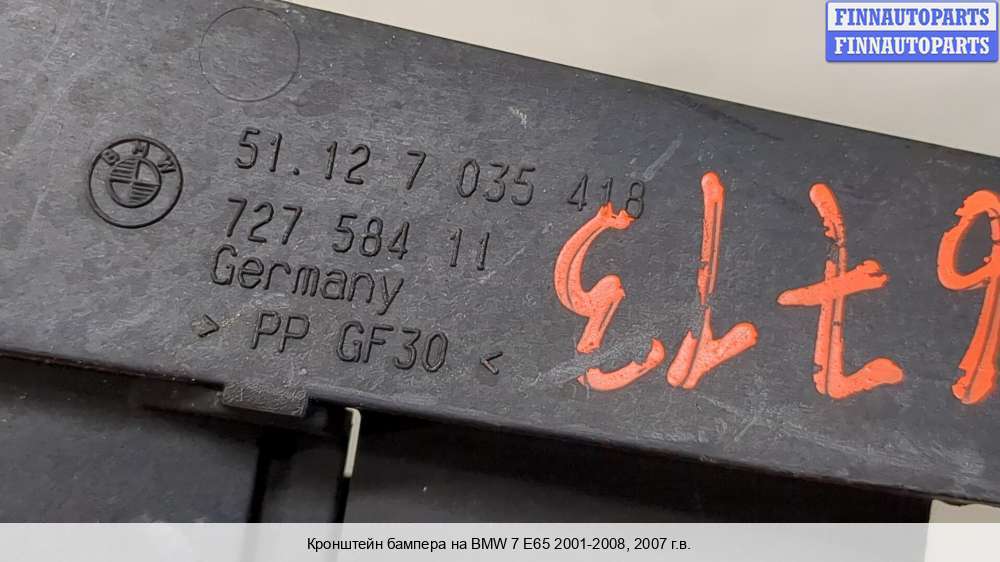 FINNAUTOPARTS
FINNAUTOPARTS
BMW
51.12 7 035 418
727 584 11
Germany
> PP GF30 <
Кронштейн бампера на BMW 7 E65 2001-2008, 2007 г.в.